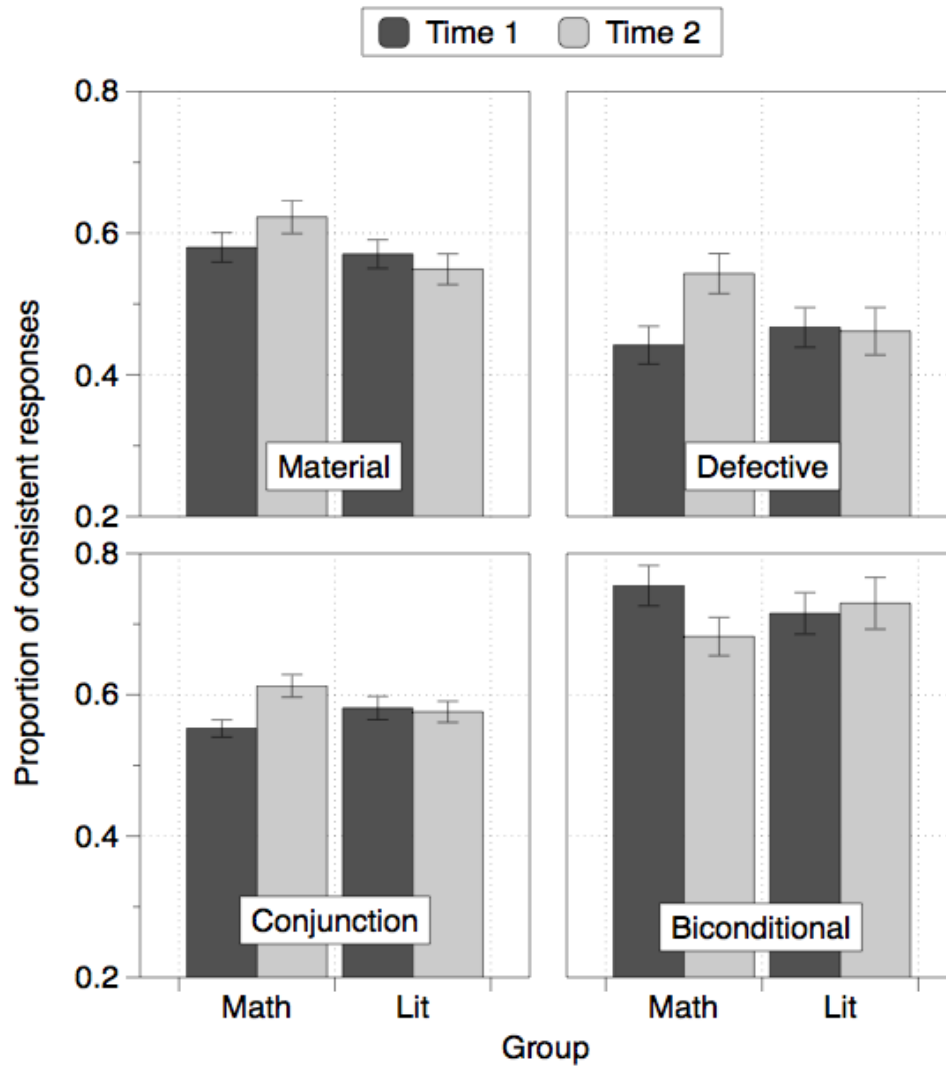 Time 1 Time 2
Proportion of consistent responses
0.8
0.6
0.4
0.2
Material
Defective
0.8
0.6
0.4
0.2
Conjunction
Biconditional
Math Lit Math Lit
Group